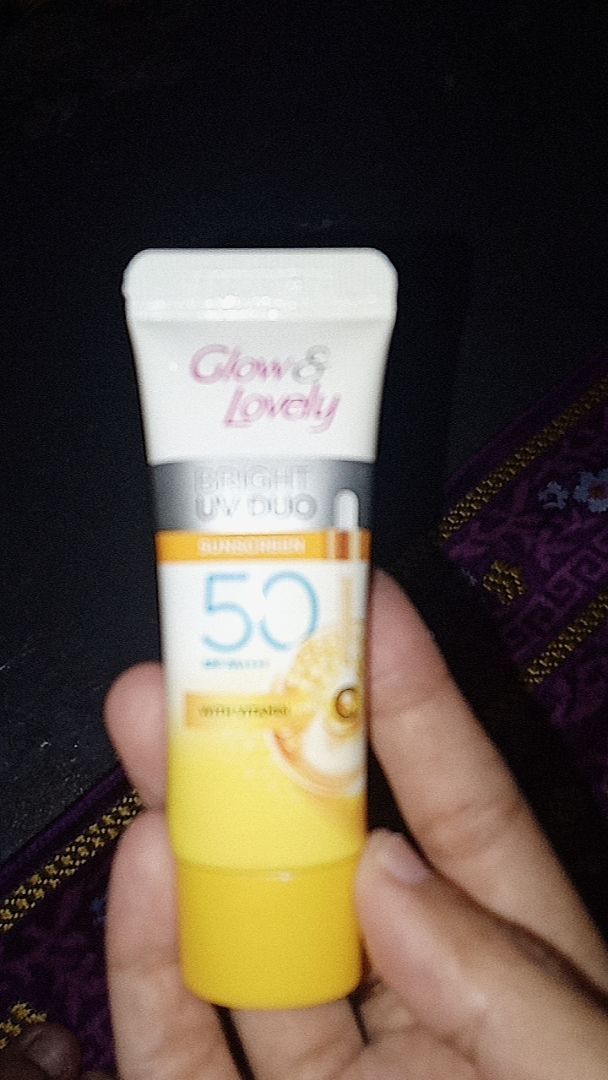 Glow &
Lovely
BRIGHT
UV DUO
SUNSCREEN
50
C